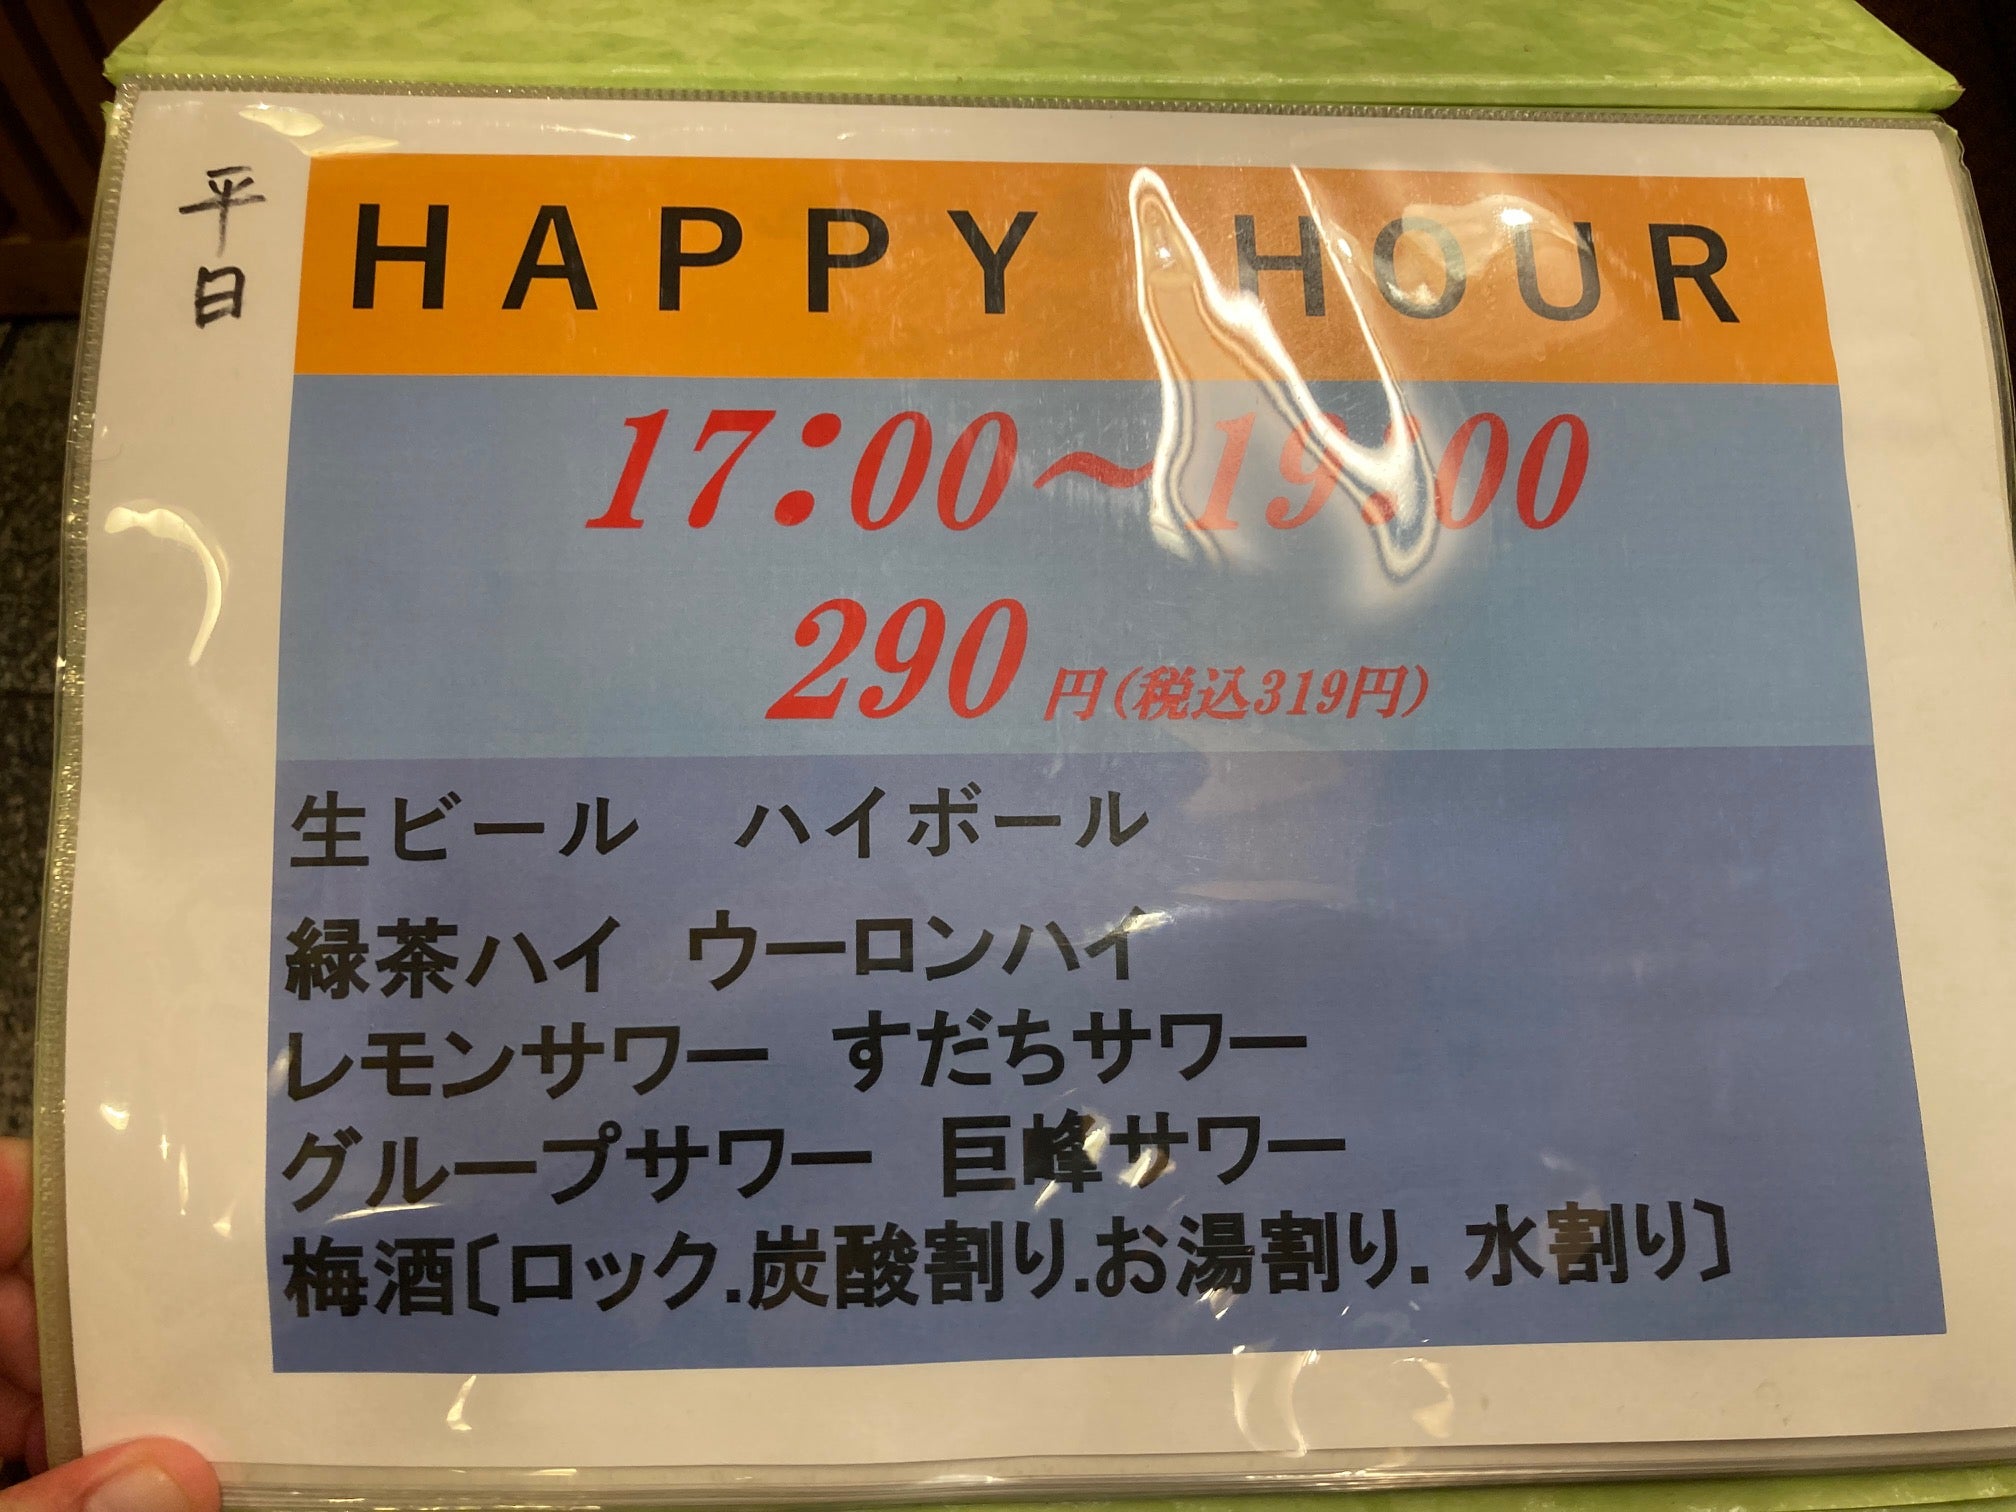 平日
HAPPY HOUR
17:00～19:00
290円(税込319円)
生ビール ハイボール
緑茶ハイ ウーロンハイ
レモンサワー すだちサワー
グループサワー 巨峰サワー
梅酒〔ロック.炭酸割り.お湯割り. 水割り〕